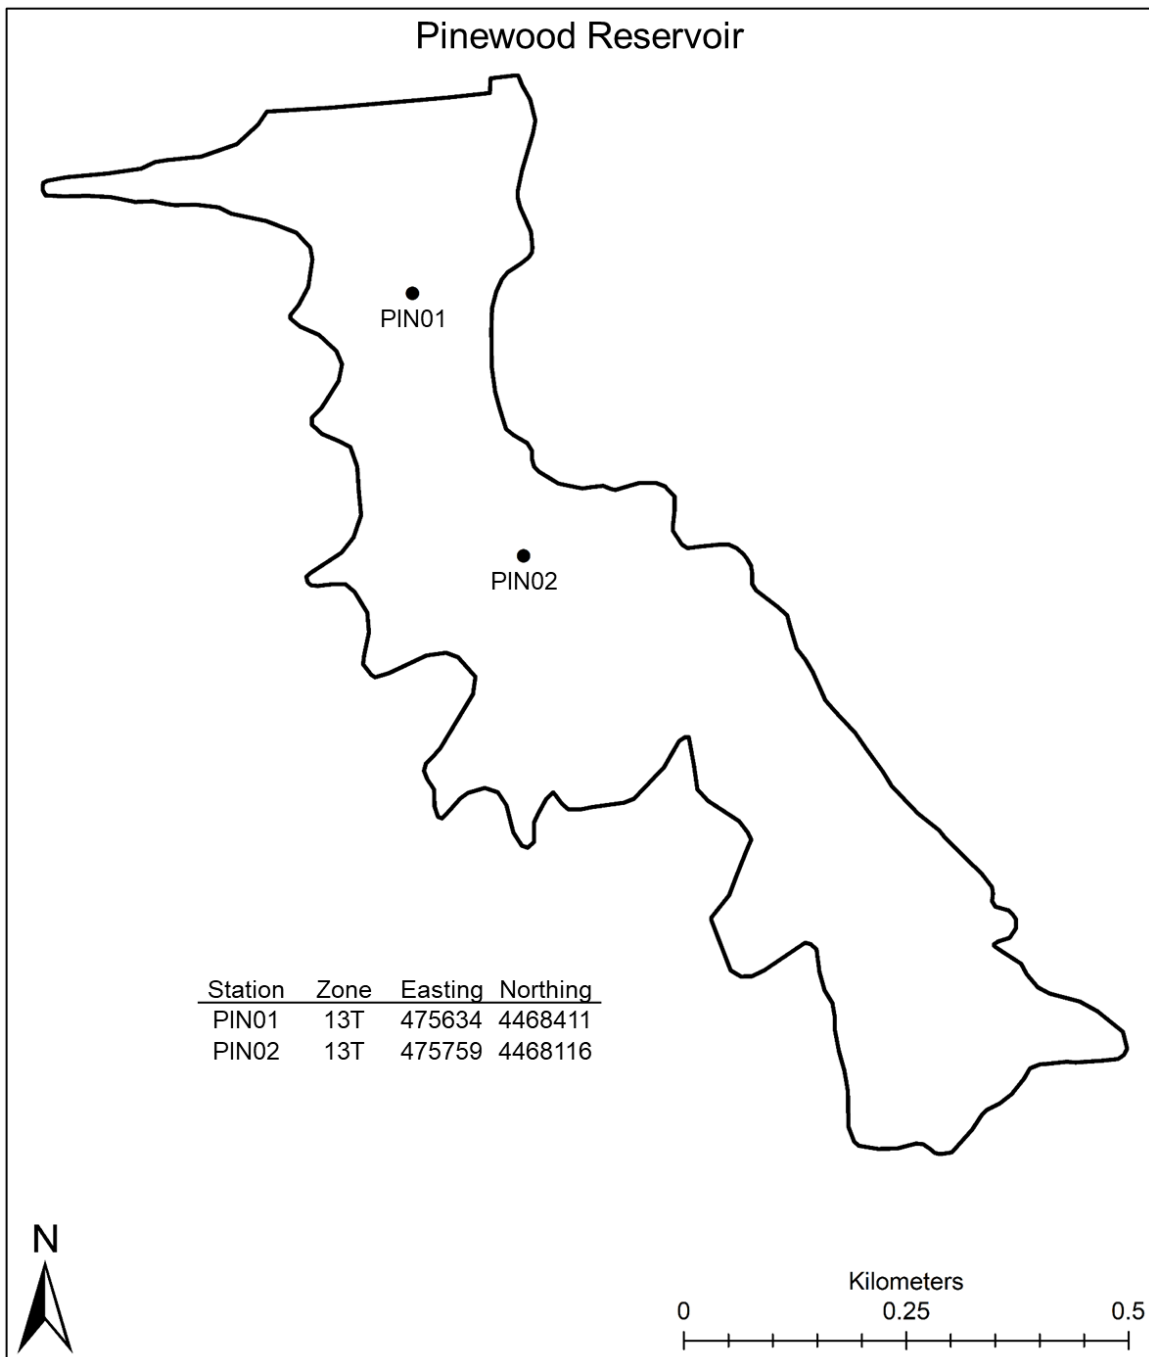 Pinewood Reservoir
PIN01
PIN02
Station Zone Easting Northing
PIN01 13T 475634 4468411
PIN02 13T 475759 4468116
N
Kilometers
0 0.25 0.5